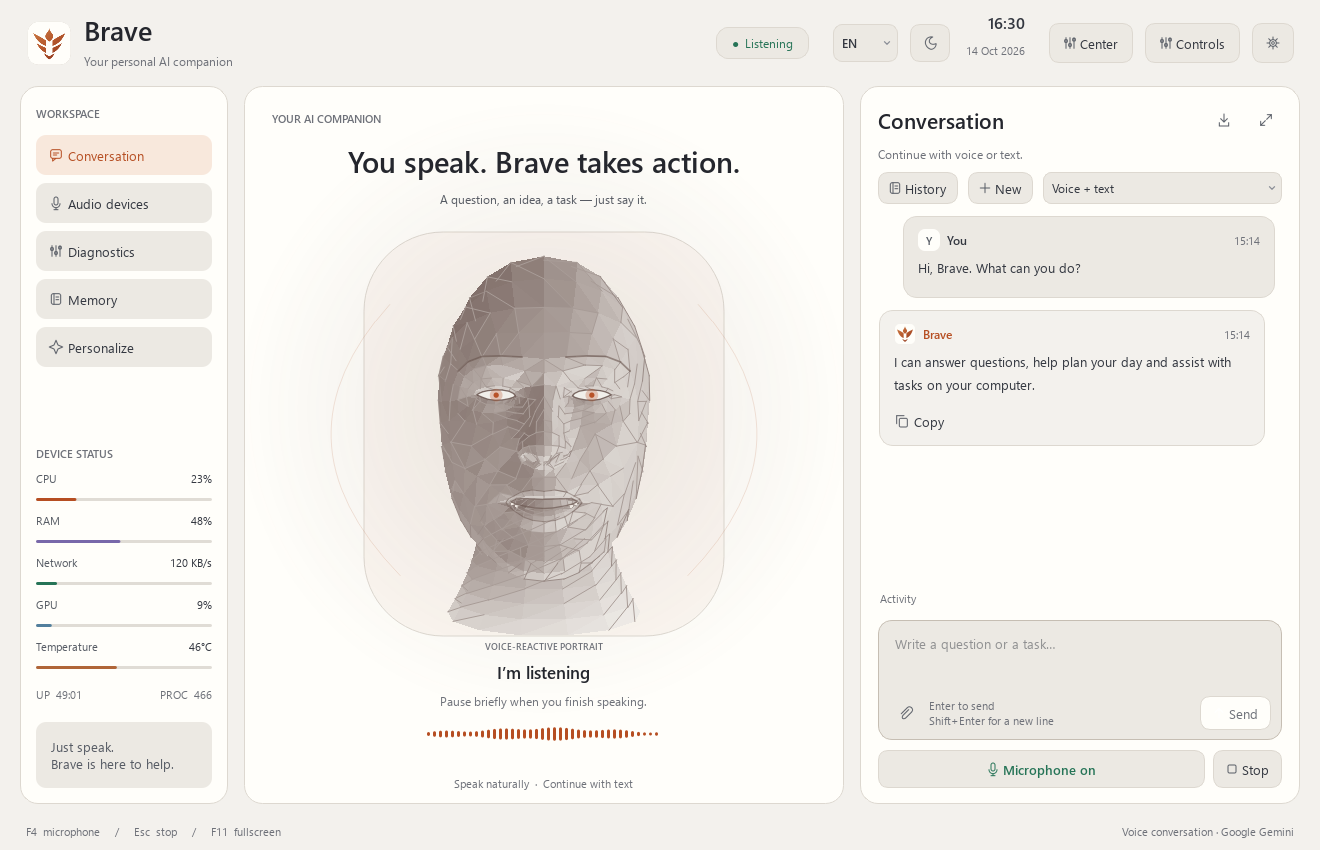 Brave
Your personal AI companion
● Listening
EN
16:30
14 Oct 2026
Center
Controls
WORKSPACE
Conversation
Audio devices
Diagnostics
Memory
Personalize
DEVICE STATUS
CPU 23%
RAM 48%
Network 120 KB/s
GPU 9%
Temperature 46°C
UP 49:01 PROC 466
Just speak.
Brave is here to help.
YOUR AI COMPANION
You speak. Brave takes action.
A question, an idea, a task — just say it.
VOICE-REACTIVE PORTRAIT
I’m listening
Pause briefly when you finish speaking.
Speak naturally · Continue with text
Conversation
Continue with voice or text.
History
New
Voice + text
Y You 15:14
Hi, Brave. What can you do?
Brave 15:14
I can answer questions, help plan your day and assist with
tasks on your computer.
Copy
Activity
Write a question or a task...
Enter to send
Shift+Enter for a new line
Send
Microphone on
Stop
F4 microphone / Esc stop / F11 fullscreen
Voice conversation · Google Gemini